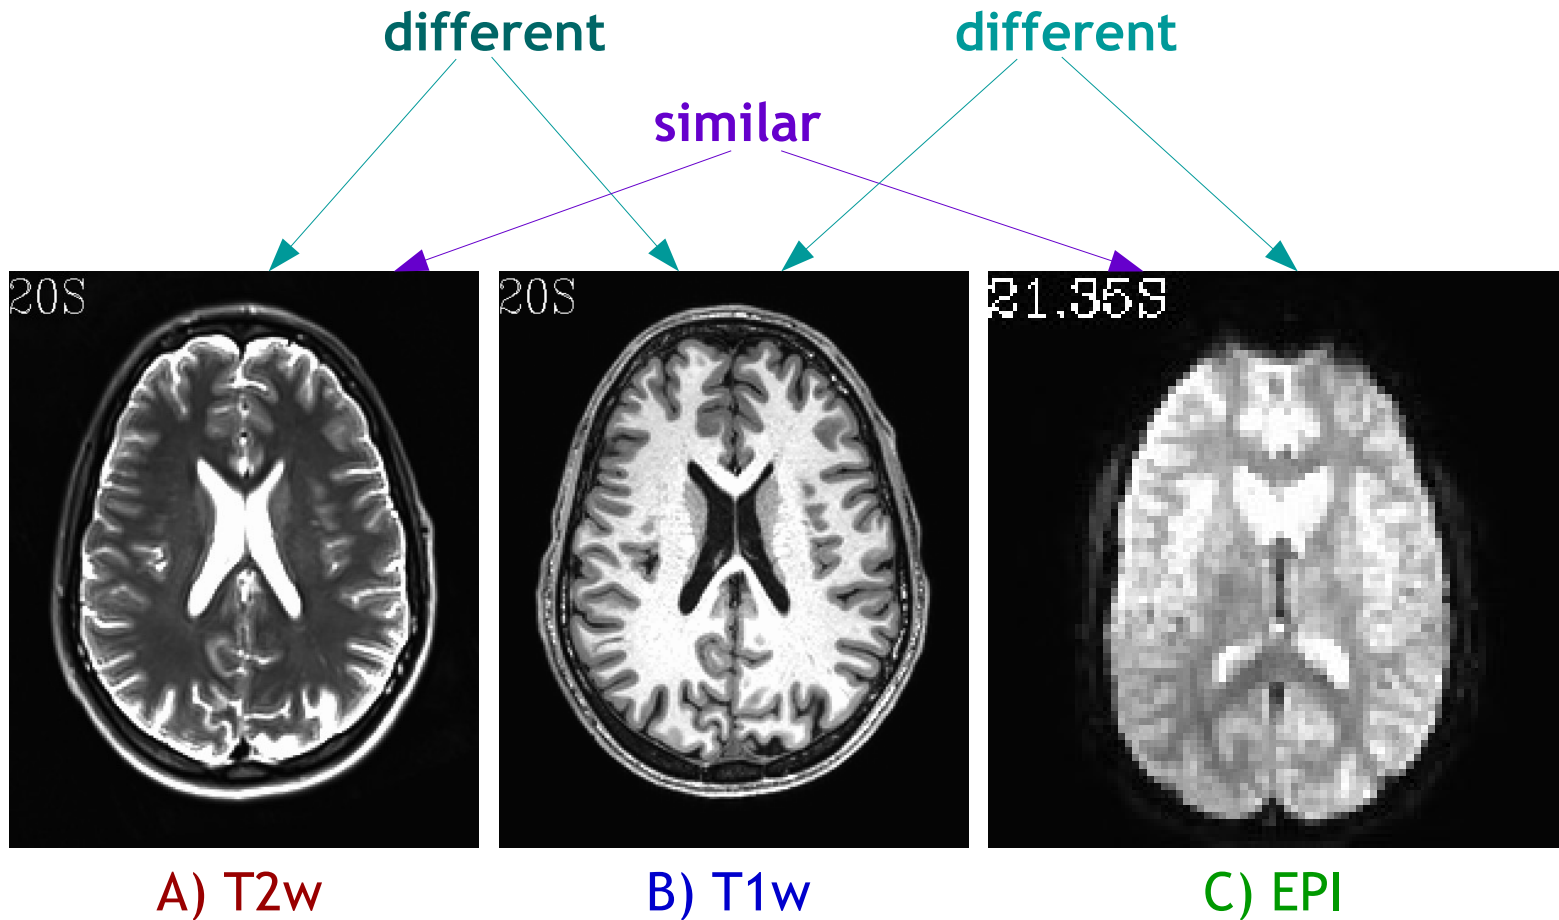 different
different
similar
20S
20S
21.35S
A) T2w
B) T1w
C) EPI